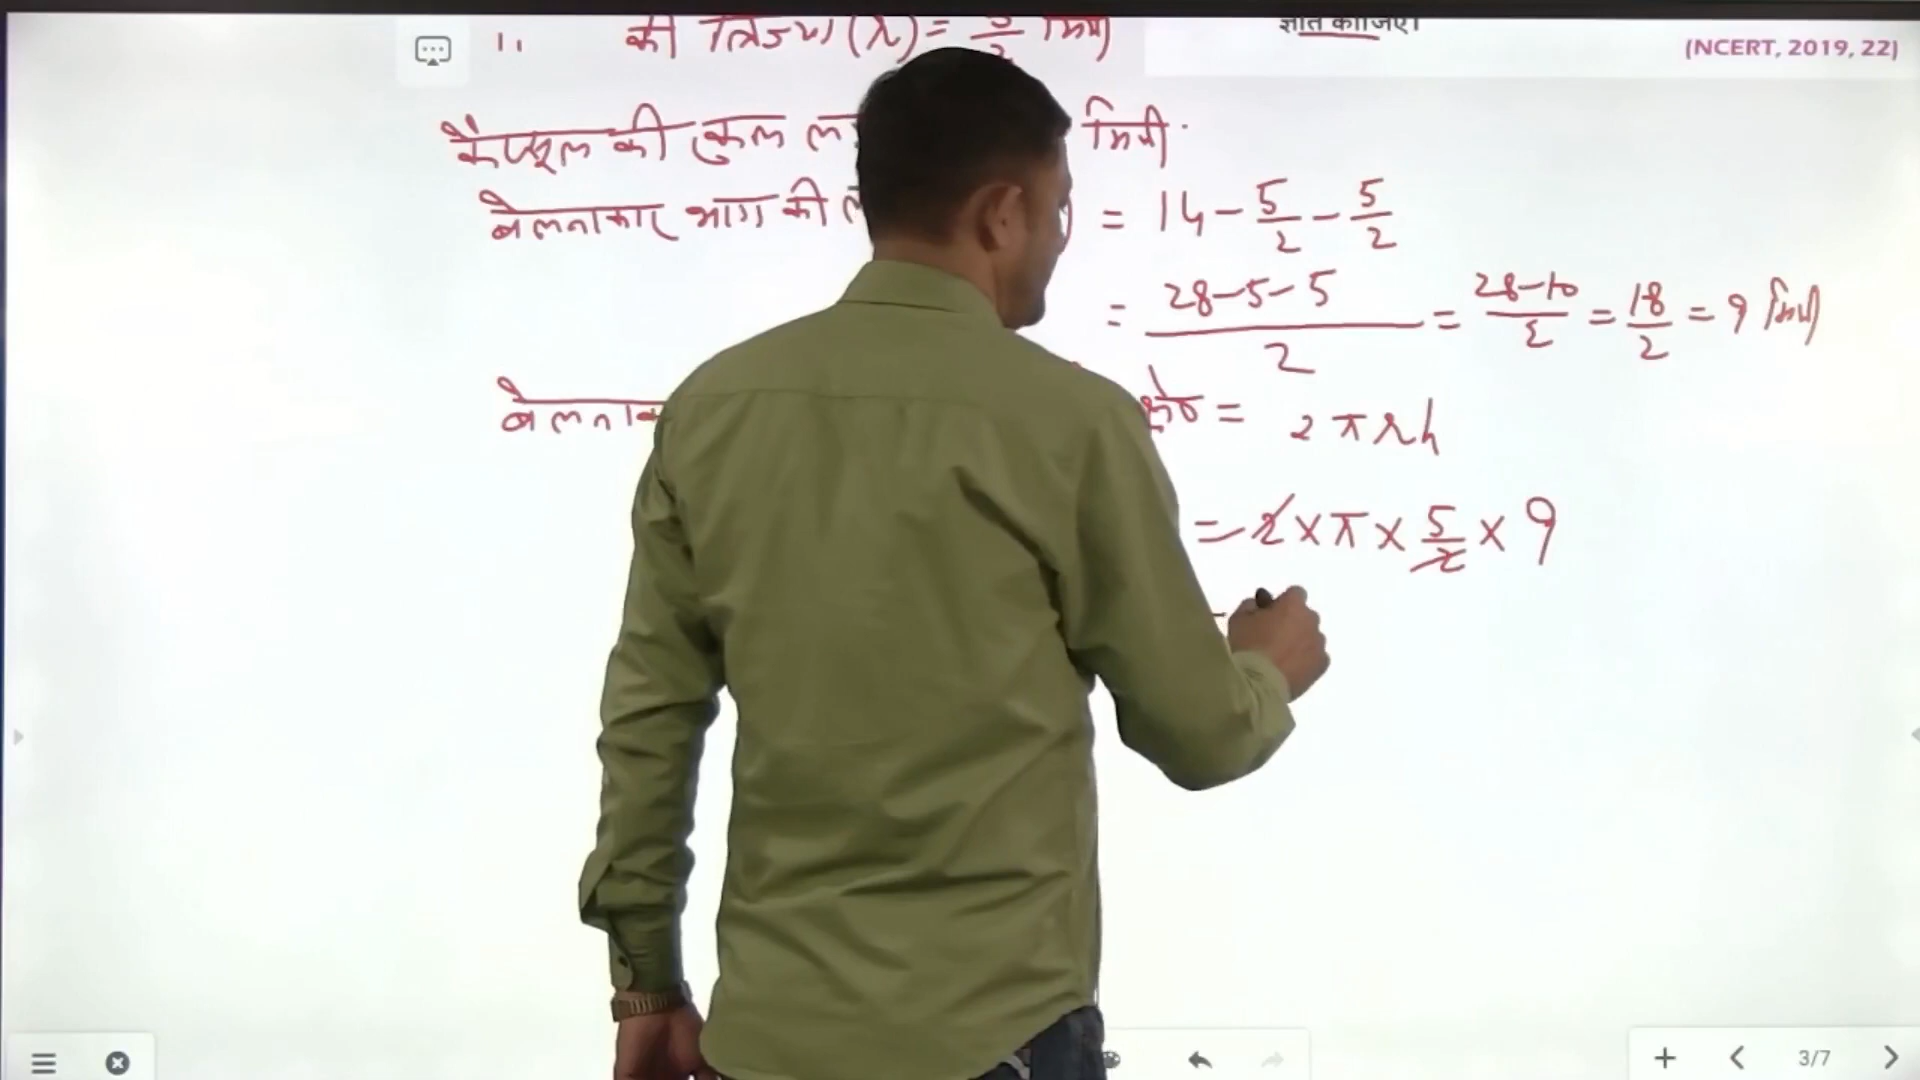 ज्ञात कीजिए।
11. की त्रिज्या (r) = 5/2 मिमी
(NCERT, 2019, 22)
कैप्सूल की कुल मिमी.
बेलनाकार भाग की = 14 - 5/2 - 5/2
= 28-5-5/2 = 28-10/2 = 18/2 = 9 मिमी
= 2πrh
= 2 × π × 5/2 × 9
3/7